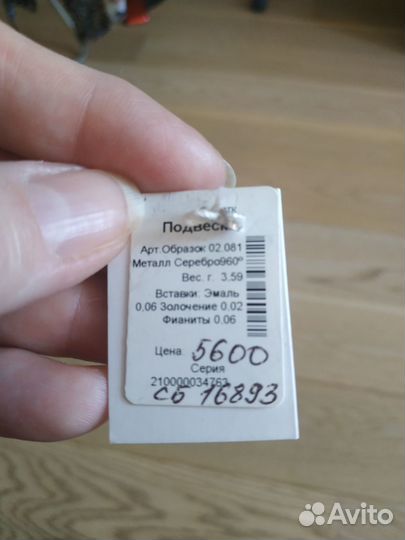 Подвеска
Арт.Образок 02.081
Металл Серебро960°
Вес. г. 3.59
Вставки: Эмаль
0,06 Золочение 0.02
Фианиты 0.06
Цена: 5600
Серия
210000034763
СБ 16893
Avito